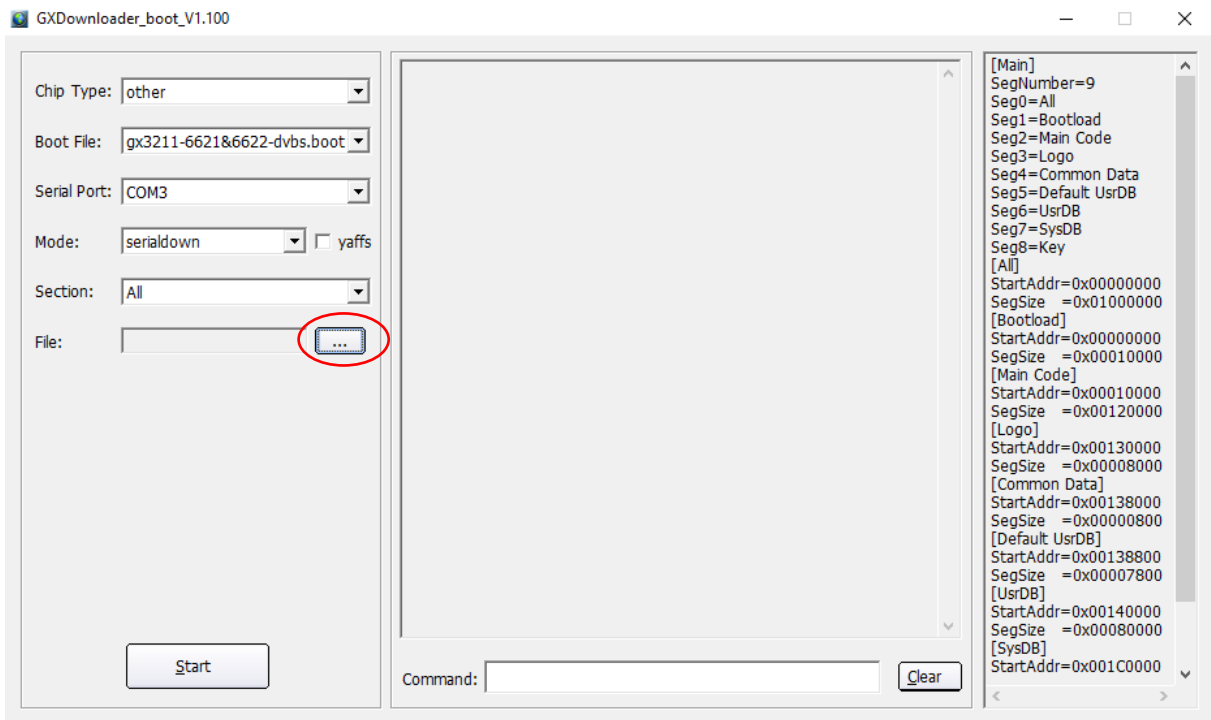 GXDownloader_boot_V1.100
Chip Type: other
Boot File: gx3211-6621&6622-dvbs.boot
Serial Port: COM3
Mode: serialdown yaffs
Section: All
File: ...
Start
Command:
Clear
[Main]
SegNumber=9
Seg0=All
Seg1=Bootload
Seg2=Main Code
Seg3=Logo
Seg4=Common Data
Seg5=Default UsrDB
Seg6=UsrDB
Seg7=SysDB
Seg8=Key
[All]
StartAddr=0x00000000
SegSize =0x01000000
[Bootload]
StartAddr=0x00000000
SegSize =0x00010000
[Main Code]
StartAddr=0x00010000
SegSize =0x00120000
[Logo]
StartAddr=0x00130000
SegSize =0x00008000
[Common Data]
StartAddr=0x00138000
SegSize =0x00000800
[Default UsrDB]
StartAddr=0x00138800
SegSize =0x00007800
[UsrDB]
StartAddr=0x00140000
SegSize =0x00080000
[SysDB]
StartAddr=0x001C0000